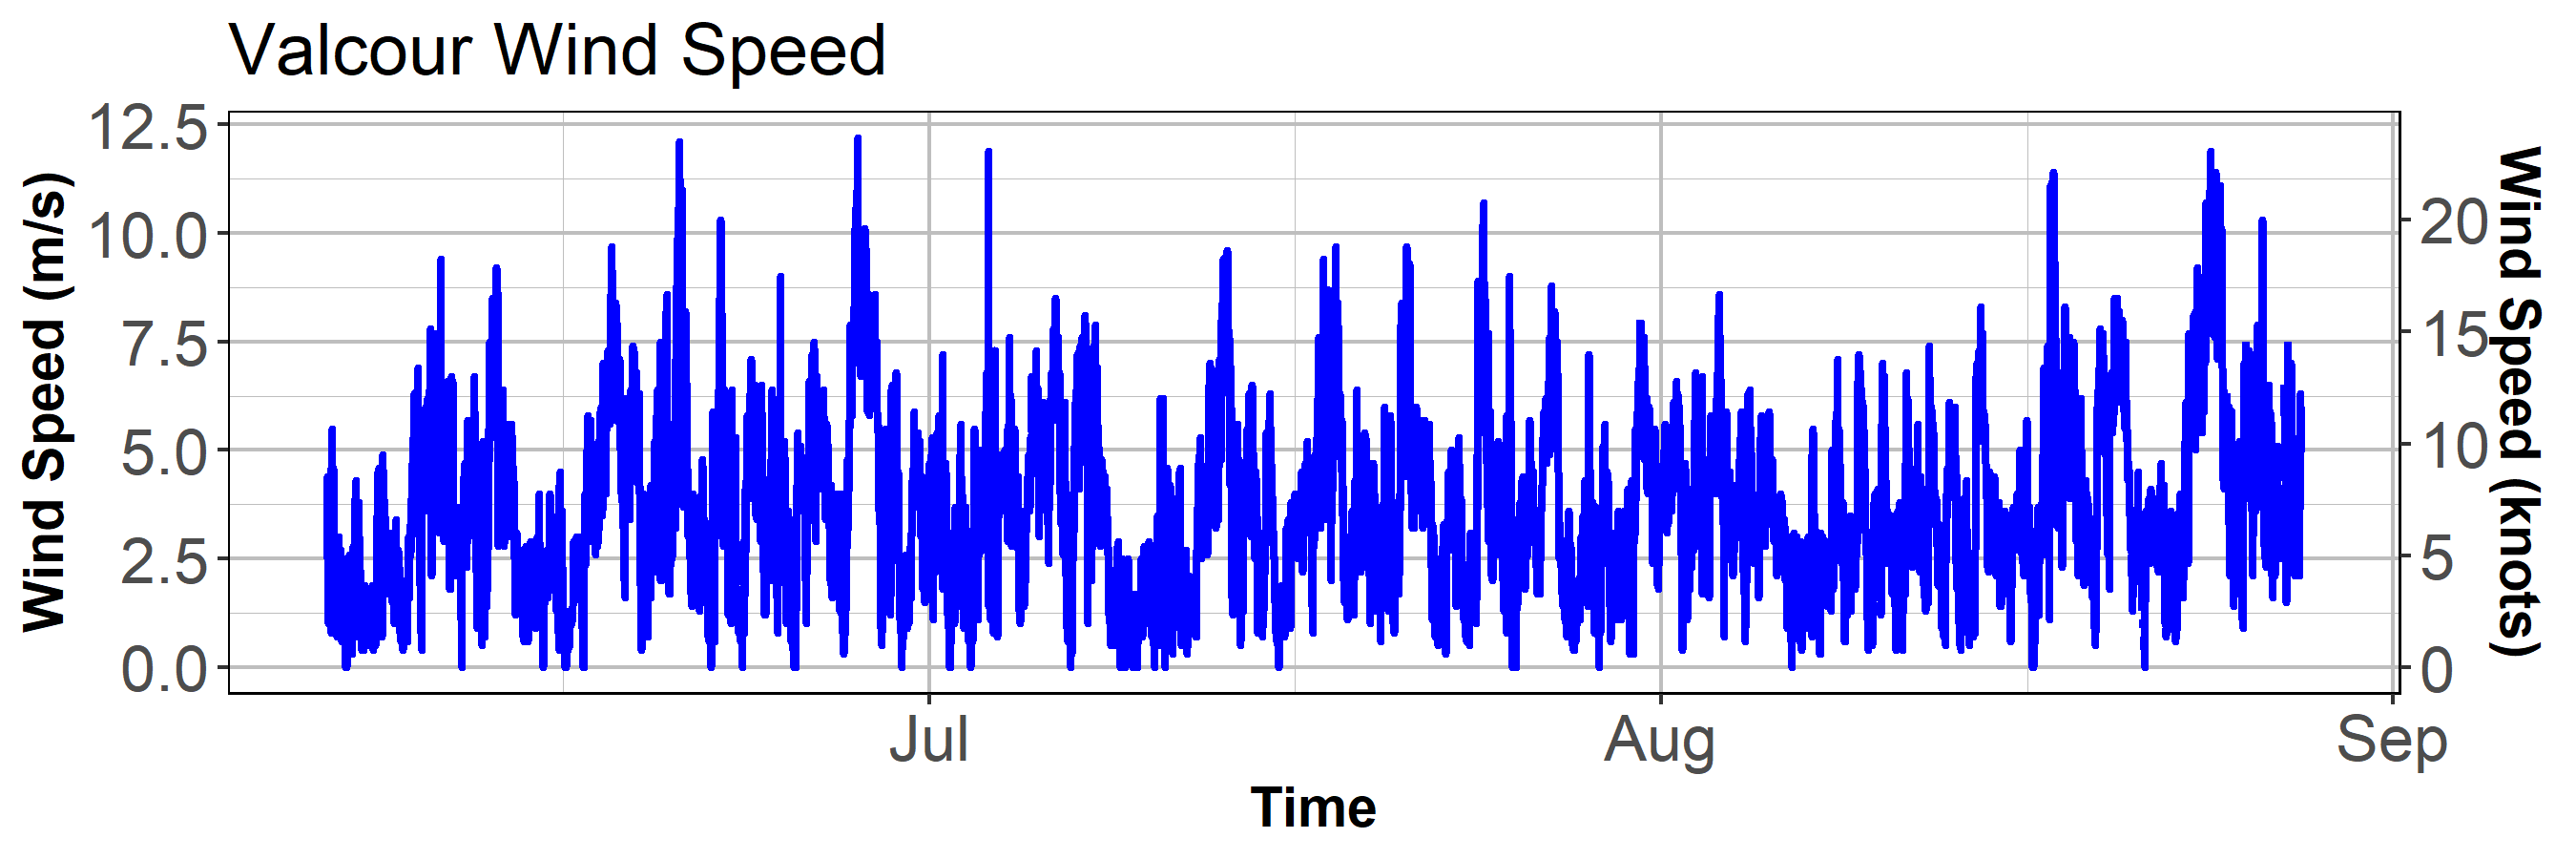 Valcour Wind Speed
12.5
10.0
7.5
5.0
2.5
0.0
Wind Speed (m/s)
20
15
10
5
0
Wind Speed (knots)
Jul
Aug
Sep
Time